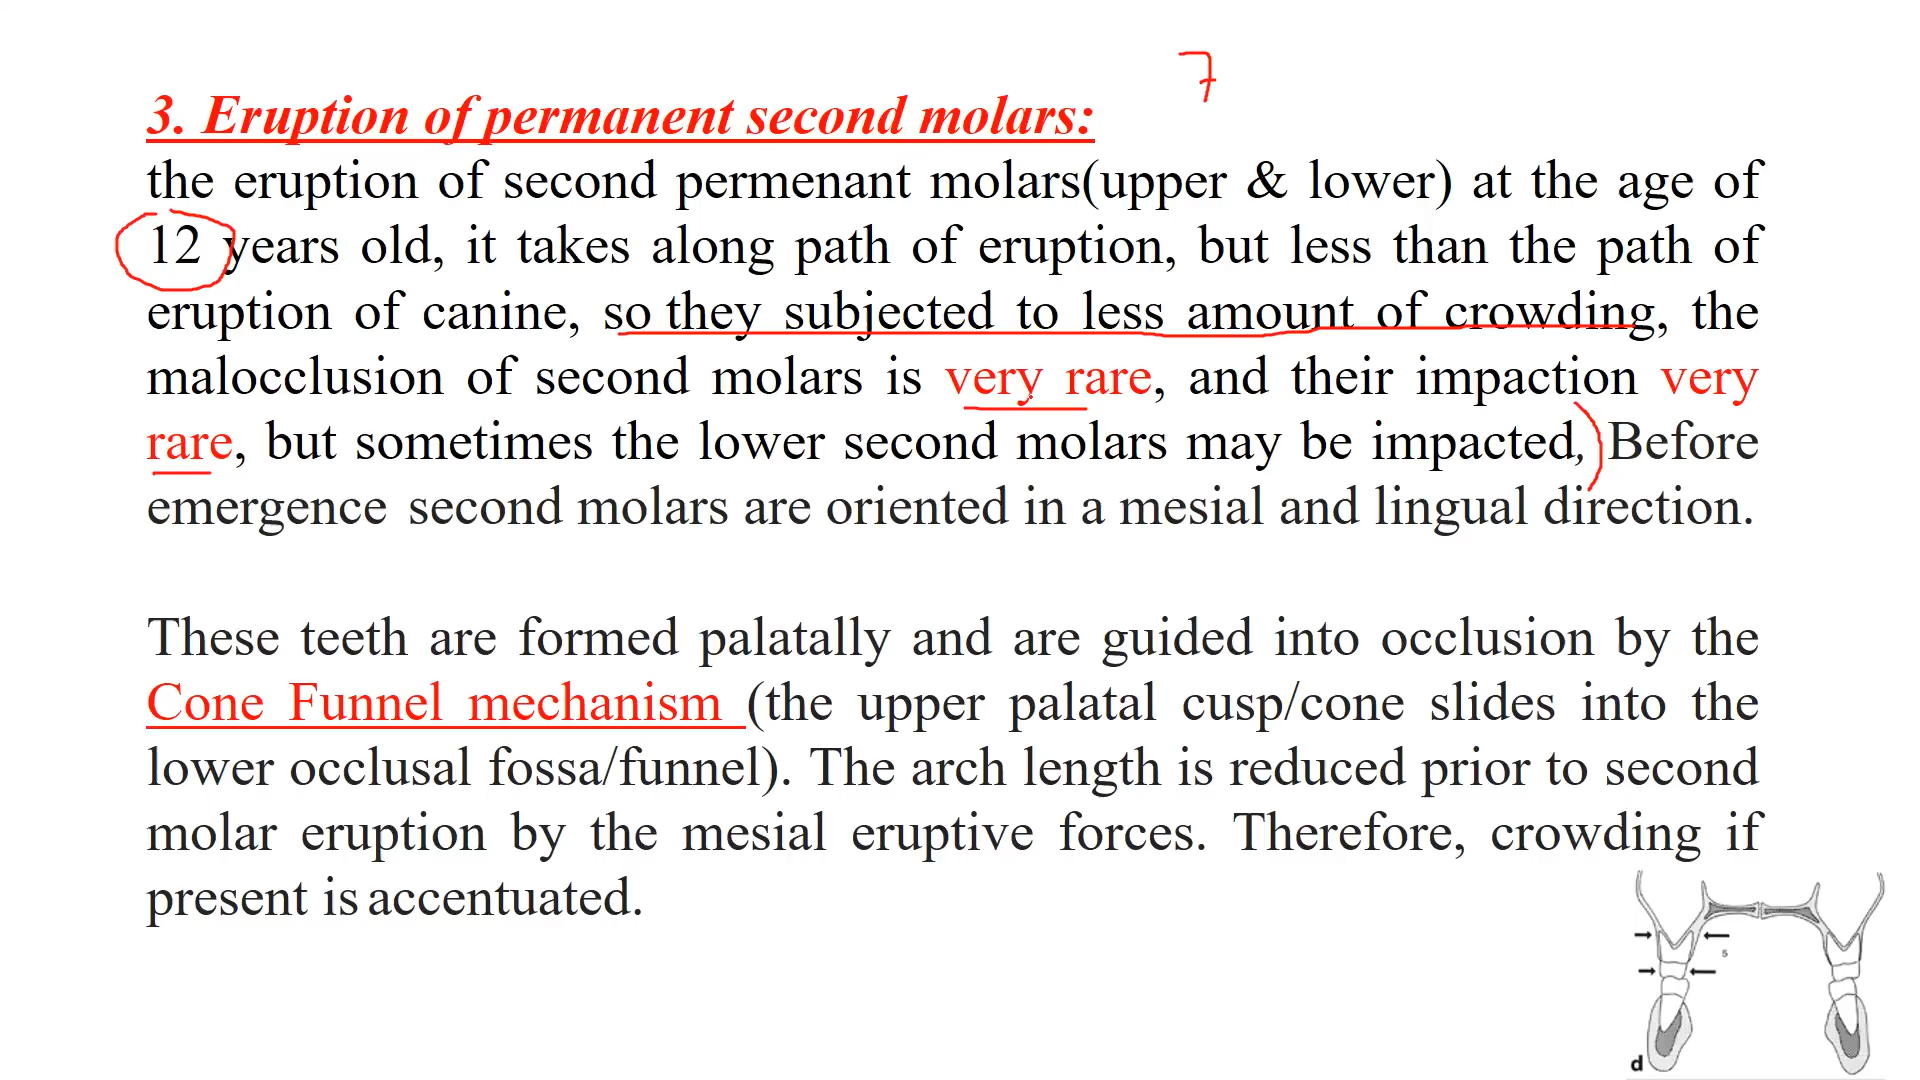 7
3. Eruption of permanent second molars:
the eruption of second permenant molars(upper & lower) at the age of
12 years old, it takes along path of eruption, but less than the path of
eruption of canine, so they subjected to less amount of crowding, the
malocclusion of second molars is very rare, and their impaction very
rare, but sometimes the lower second molars may be impacted, Before
emergence second molars are oriented in a mesial and lingual direction.
These teeth are formed palatally and are guided into occlusion by the
Cone Funnel mechanism (the upper palatal cusp/cone slides into the
lower occlusal fossa/funnel). The arch length is reduced prior to second
molar eruption by the mesial eruptive forces. Therefore, crowding if
present is accentuated.
5
d